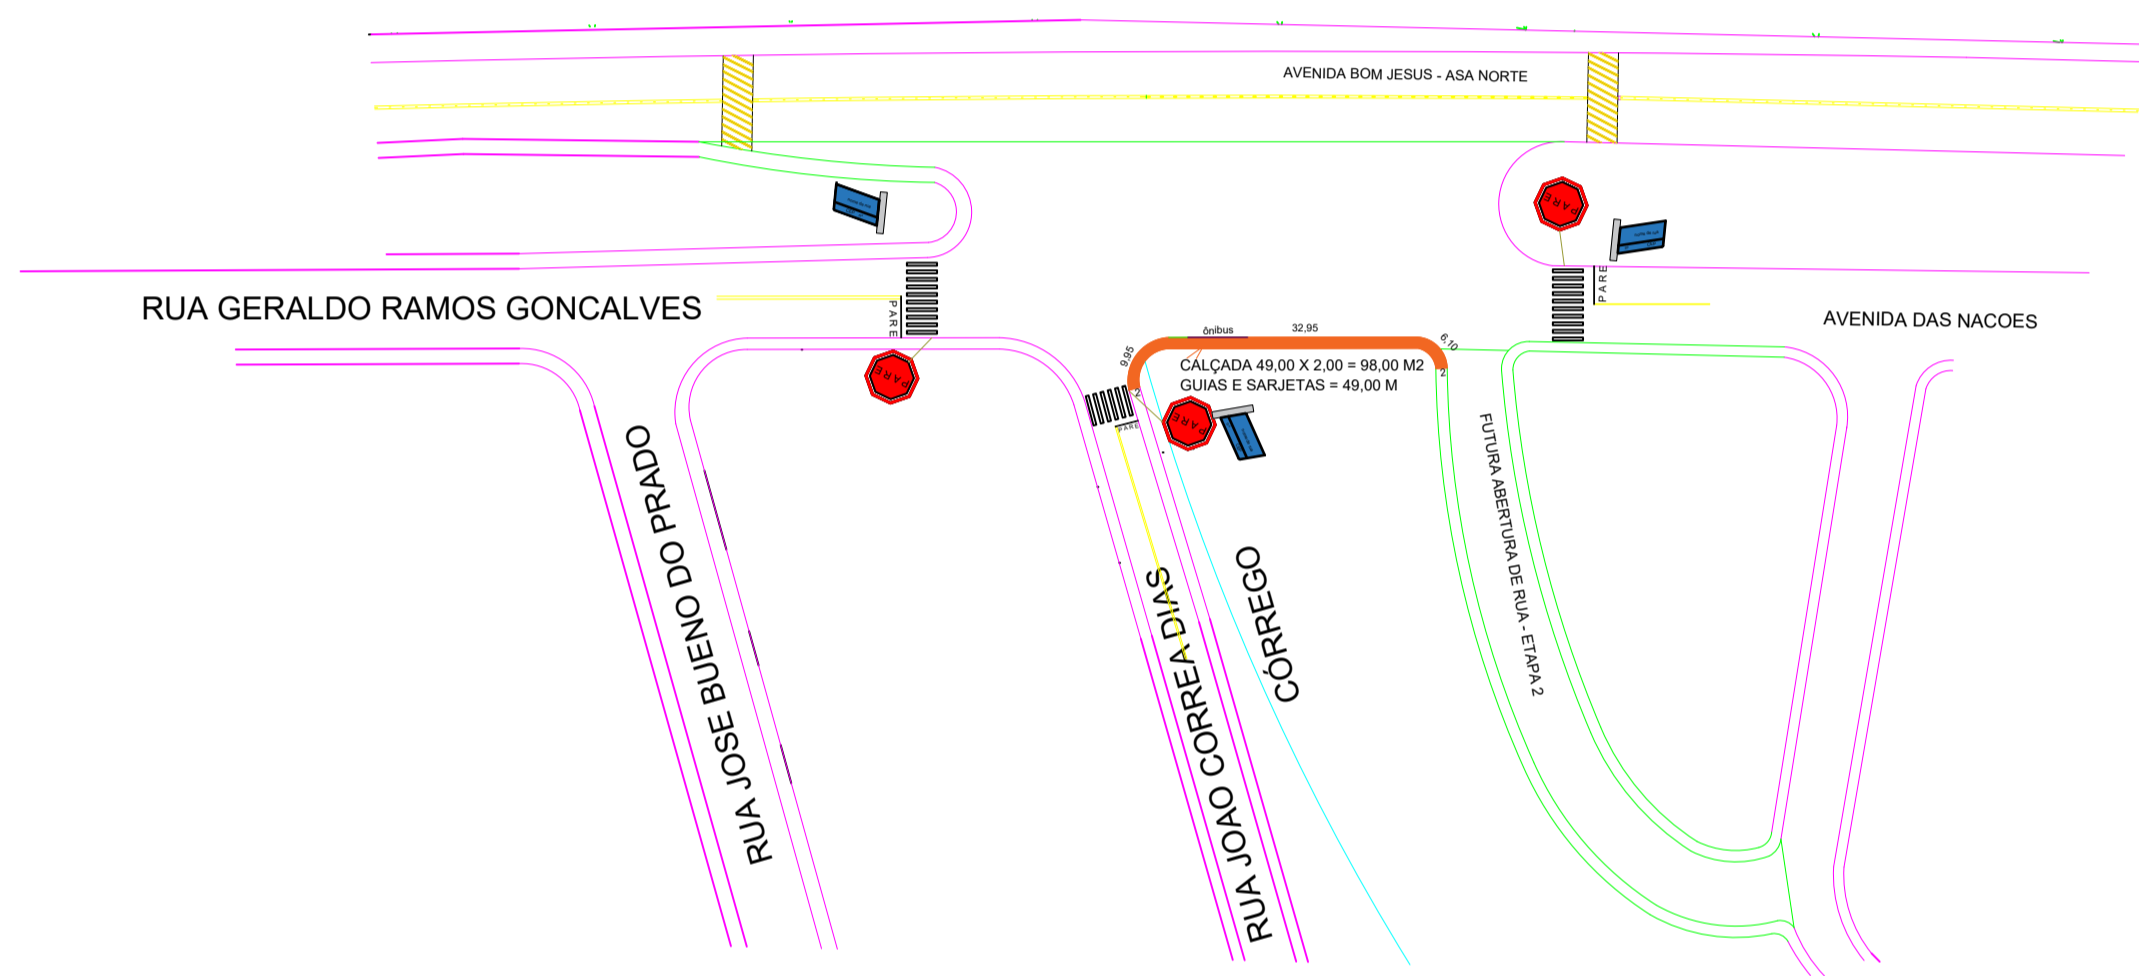 AVENIDA BOM JESUS - ASA NORTE
PARE
RUA GERALDO RAMOS GONCALVES
PARE
PARE
AVENIDA DAS NACOES
ônibus
32,95
6,10
9,95
CALÇADA 49,00 X 2,00 = 98,00 M2
GUIAS E SARJETAS = 49,00 M
2
2
PARE
PARE
PARE
RUA JOSE BUENO DO PRADO
RUA JOAO CORREA DIAS
CÓRREGO
FUTURA ABERTURA DE RUA - ETAPA 2